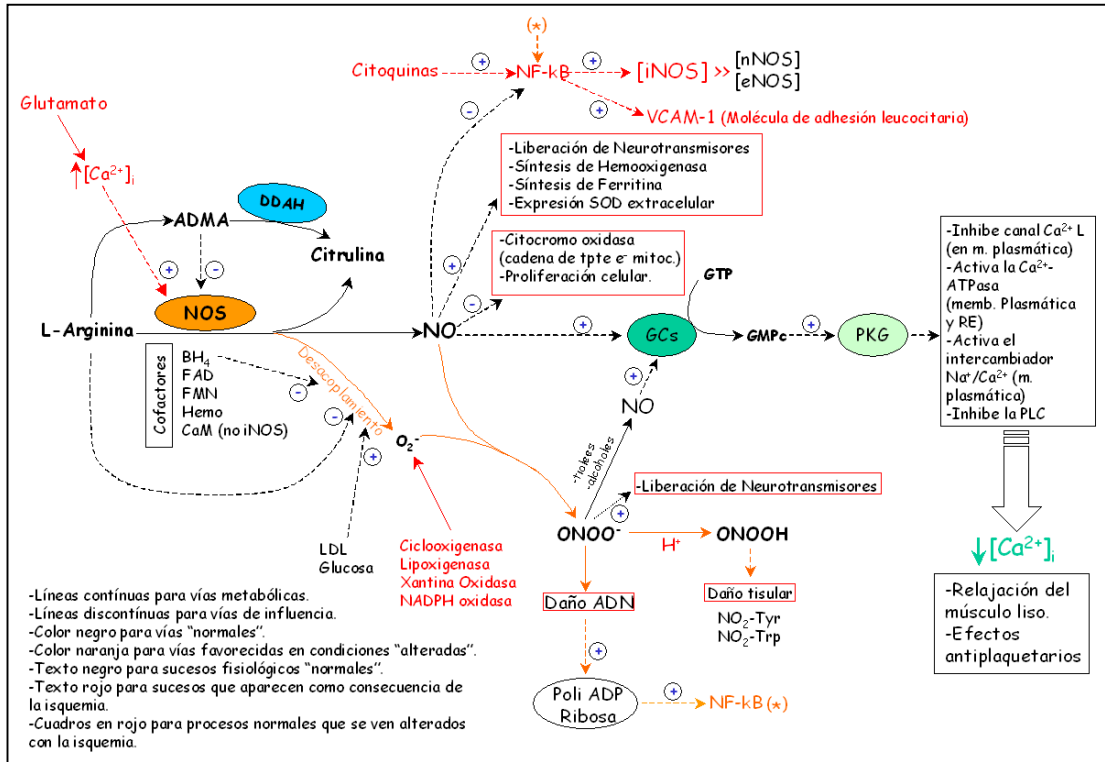 (*)
Citoquinas
+
NF-kB
+
[iNOS] >> [nNOS]
[eNOS]
-
+
VCAM-1 (Molécula de adhesión leucocitaria)
Glutamato
[Ca²⁺]i
-Liberación de Neurotransmisores
-Síntesis de Hemooxigenasa
-Síntesis de Ferritina
-Expresión SOD extracelular
DDAH
ADMA
Citrulina
+
-
+
-Citocromo oxidasa
(cadena de tpte e⁻ mitoc.)
-Proliferación celular.
-
GTP
-Inhibe canal Ca²⁺ L
(en m. plasmática)
-Activa la Ca²⁺-
ATPasa
(memb. Plasmática
y RE)
-Activa el
intercambiador
Na⁺/Ca²⁺ (m.
plasmática)
-Inhibe la PLC
NOS
L-Arginina
NO
+
GCs
GMPc
+
PKG
Cofactores
BH₄
FAD
FMN
Hemo
CaM (no iNOS)
-
-
+
Desacoplamiento
O₂⁻
+
NO
-tiolees
-alcoholes
-Liberación de Neurotransmisores
+
ONOO⁻
H⁺
ONOOH
LDL
Glucosa
Ciclooxigenasa
Lipoxigenasa
Xantina Oxidasa
NADPH oxidasa
Daño ADN
Daño tisular
NO₂-Tyr
NO₂-Trp
+
Poli ADP
Ribosa
+
NF-kB (*)
[Ca²⁺]i
-Relajación del
músculo liso.
-Efectos
antiplaquetarios
-Líneas contínuas para vías metabólicas.
-Líneas discontínuas para vías de influencia.
-Color negro para vías "normales".
-Color naranja para vías favorecidas en condiciones "alteradas".
-Texto negro para sucesos fisiológicos "normales".
-Texto rojo para sucesos que aparecen como consecuencia de
la isquemia.
-Cuadros en rojo para procesos normales que se ven alterados
con la isquemia.